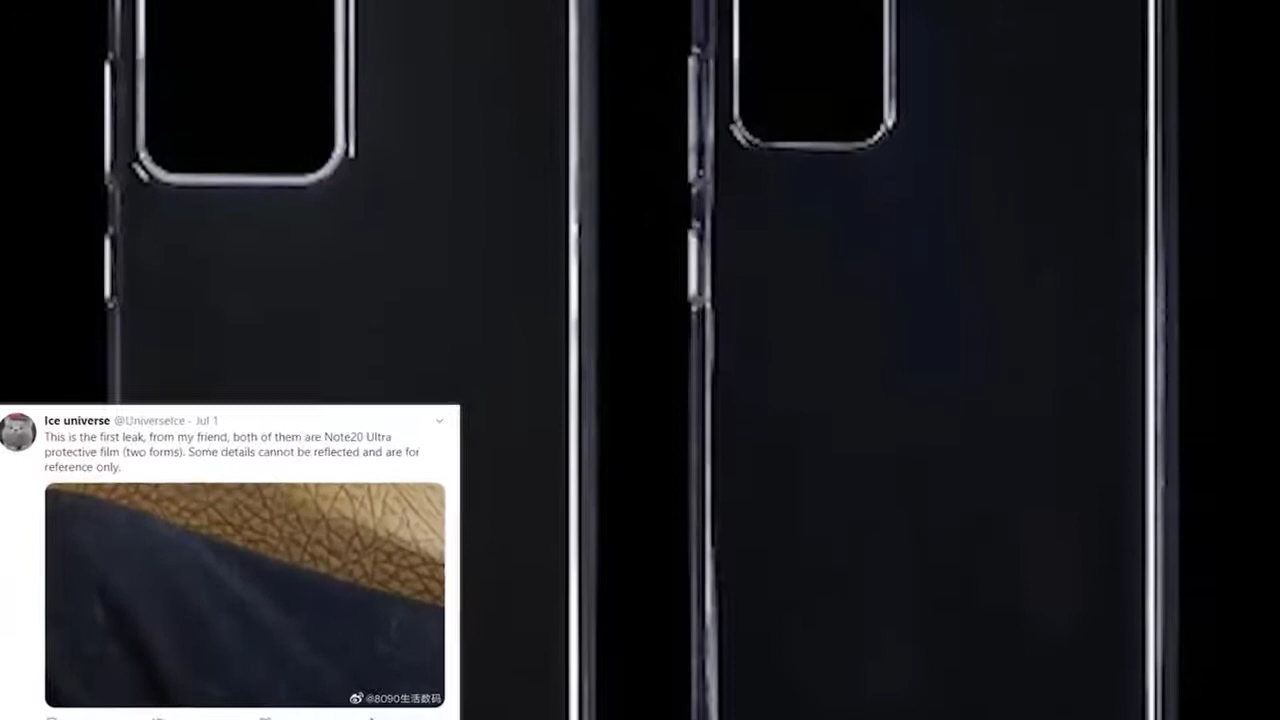 Ice universe @UniverseIce - Jul 1
This is the first leak, from my friend, both of them are Note20 Ultra
protective film (two forms). Some details cannot be reflected and are for
reference only.
@8090生活数码